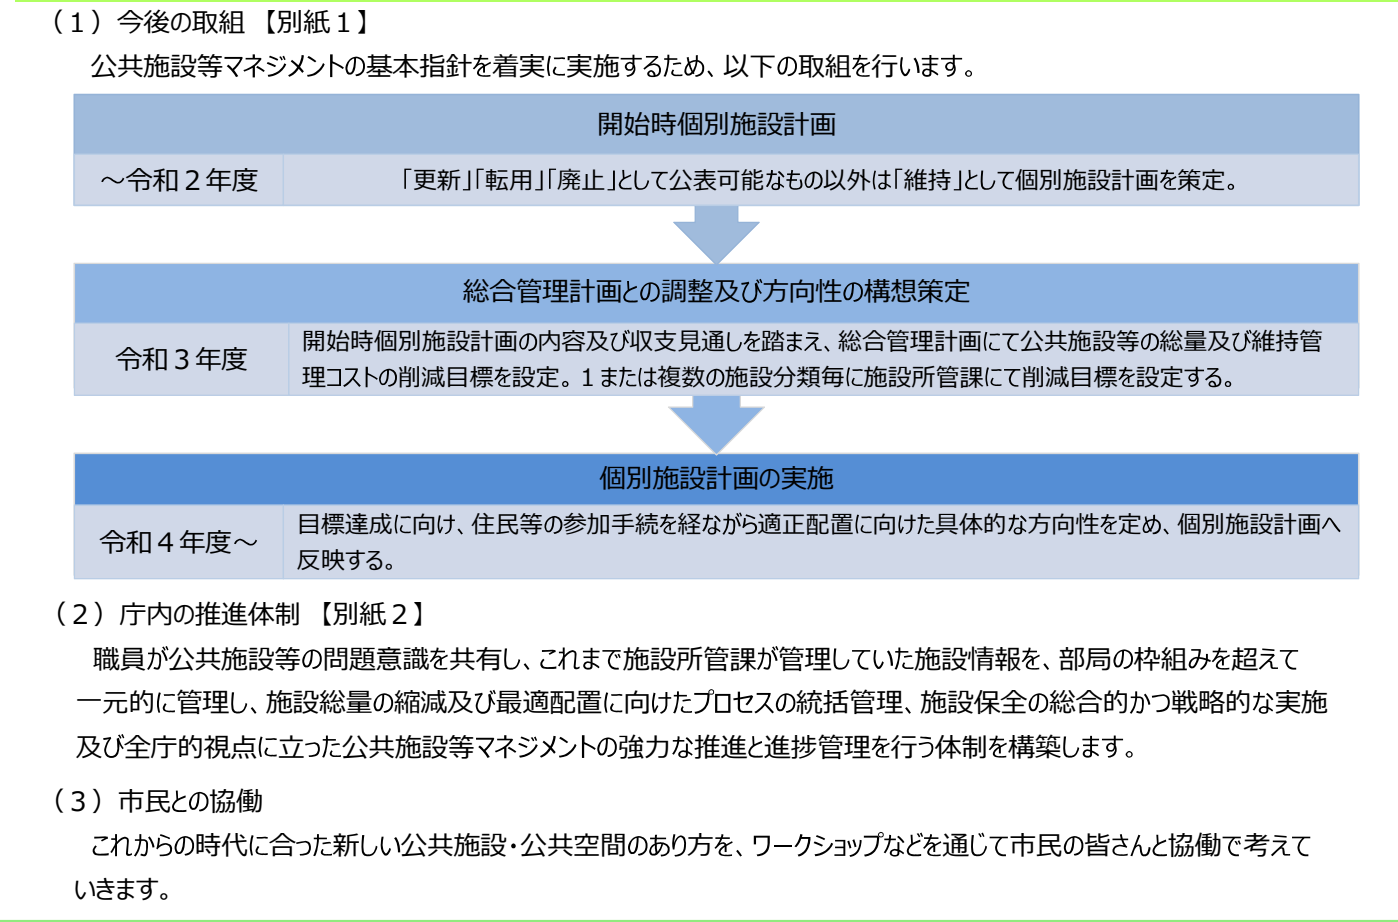 （１）今後の取組 【別紙１】
公共施設等マネジメントの基本指針を着実に実施するため、以下の取組を行います。
開始時個別施設計画
～令和２年度
「更新」「転用」「廃止」として公表可能なもの以外は「維持」として個別施設計画を策定。
総合管理計画との調整及び方向性の構想策定
令和３年度
開始時個別施設計画の内容及び収支見通しを踏まえ、総合管理計画にて公共施設等の総量及び維持管
理コストの削減目標を設定。１または複数の施設分類毎に施設所管課にて削減目標を設定する。
個別施設計画の実施
令和４年度～
目標達成に向け、住民等の参加手続を経ながら適正配置に向けた具体的な方向性を定め、個別施設計画へ
反映する。
（２）庁内の推進体制 【別紙２】
職員が公共施設等の問題意識を共有し、これまで施設所管課が管理していた施設情報を、部局の枠組みを超えて
一元的に管理し、施設総量の縮減及び最適配置に向けたプロセスの統括管理、施設保全の総合的かつ戦略的な実施
及び全庁的視点に立った公共施設等マネジメントの強力な推進と進捗管理を行う体制を構築します。
（３）市民との協働
これからの時代に合った新しい公共施設・公共空間のあり方を、ワークショップなどを通じて市民の皆さんと協働で考えて
いきます。